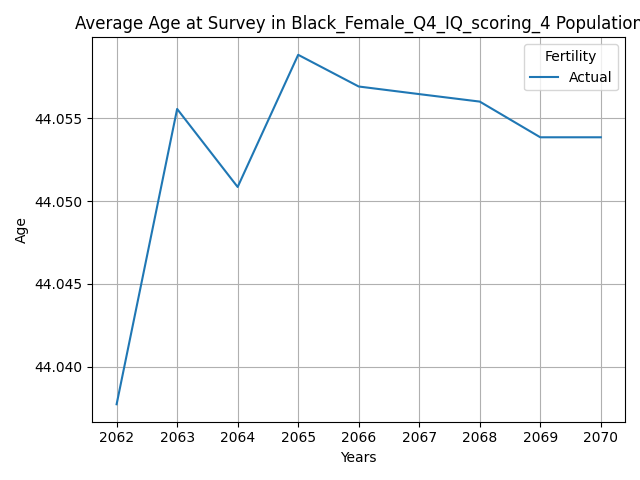 Average Age at Survey in Black_Female_Q4_IQ_scoring_4 Population
Fertility
Actual
44.055
44.050
44.045
44.040
Age
2062 2063 2064 2065 2066 2067 2068 2069 2070
Years